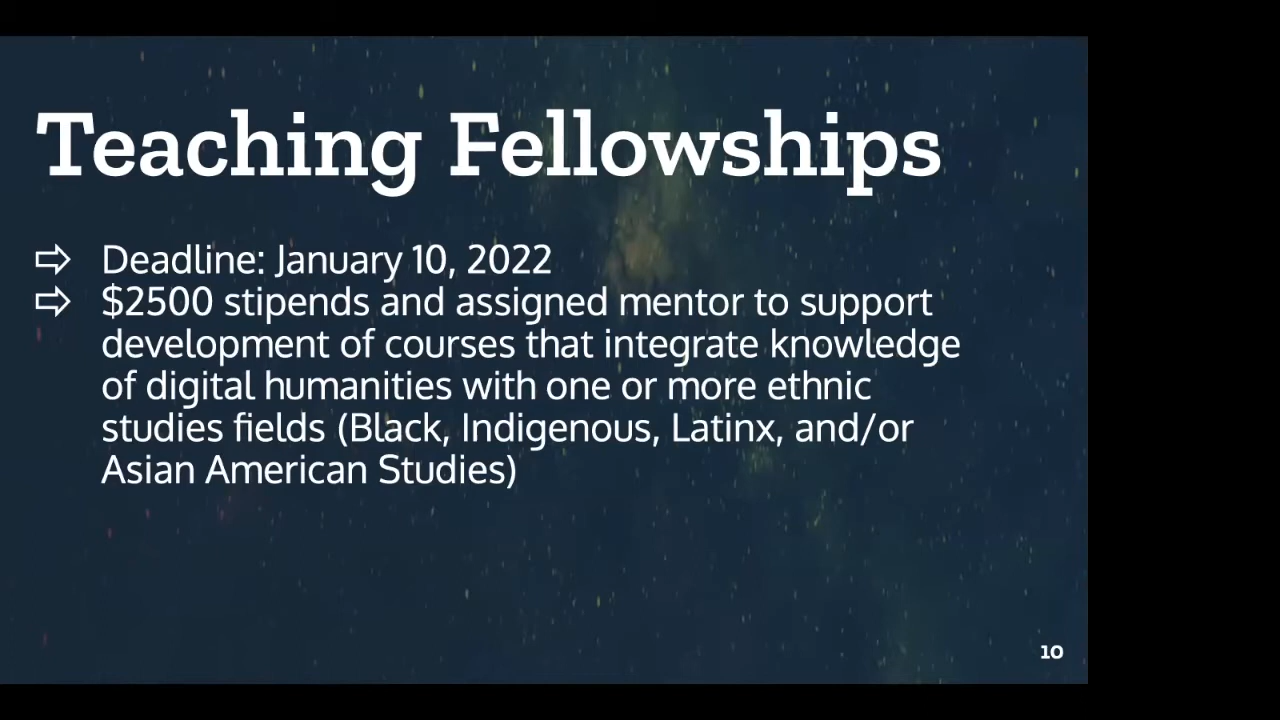 Teaching Fellowships
⇨ Deadline: January 10, 2022
⇨ $2500 stipends and assigned mentor to support
development of courses that integrate knowledge
of digital humanities with one or more ethnic
studies fields (Black, Indigenous, Latinx, and/or
Asian American Studies)
10